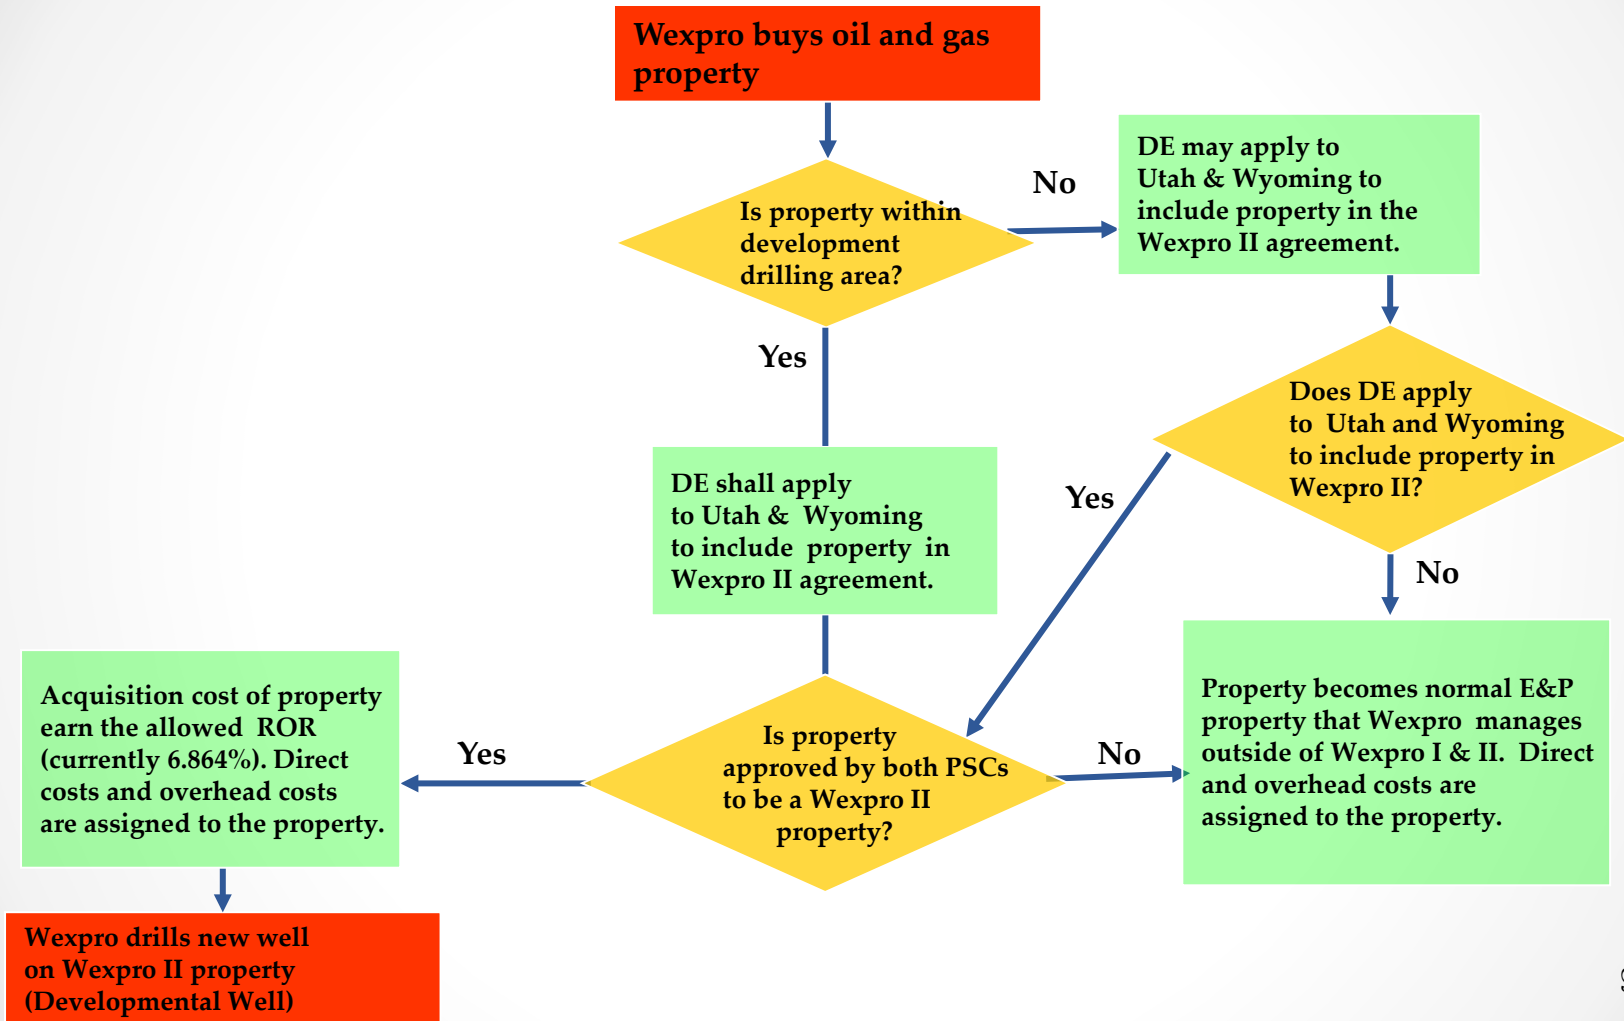 Wexpro buys oil and gas
property
No
DE may apply to
Utah & Wyoming to
include property in the
Wexpro II agreement.
Is property within
development
drilling area?
Yes
Does DE apply
to Utah and Wyoming
to include property in
Wexpro II?
DE shall apply
to Utah & Wyoming
to include property in
Wexpro II agreement.
Yes
No
Acquisition cost of property
earn the allowed ROR
(currently 6.864%). Direct
costs and overhead costs
are assigned to the property.
Yes
Is property
approved by both PSCs
to be a Wexpro II
property?
No
Property becomes normal E&P
property that Wexpro manages
outside of Wexpro I & II. Direct
and overhead costs are
assigned to the property.
Wexpro drills new well
on Wexpro II property
(Developmental Well)